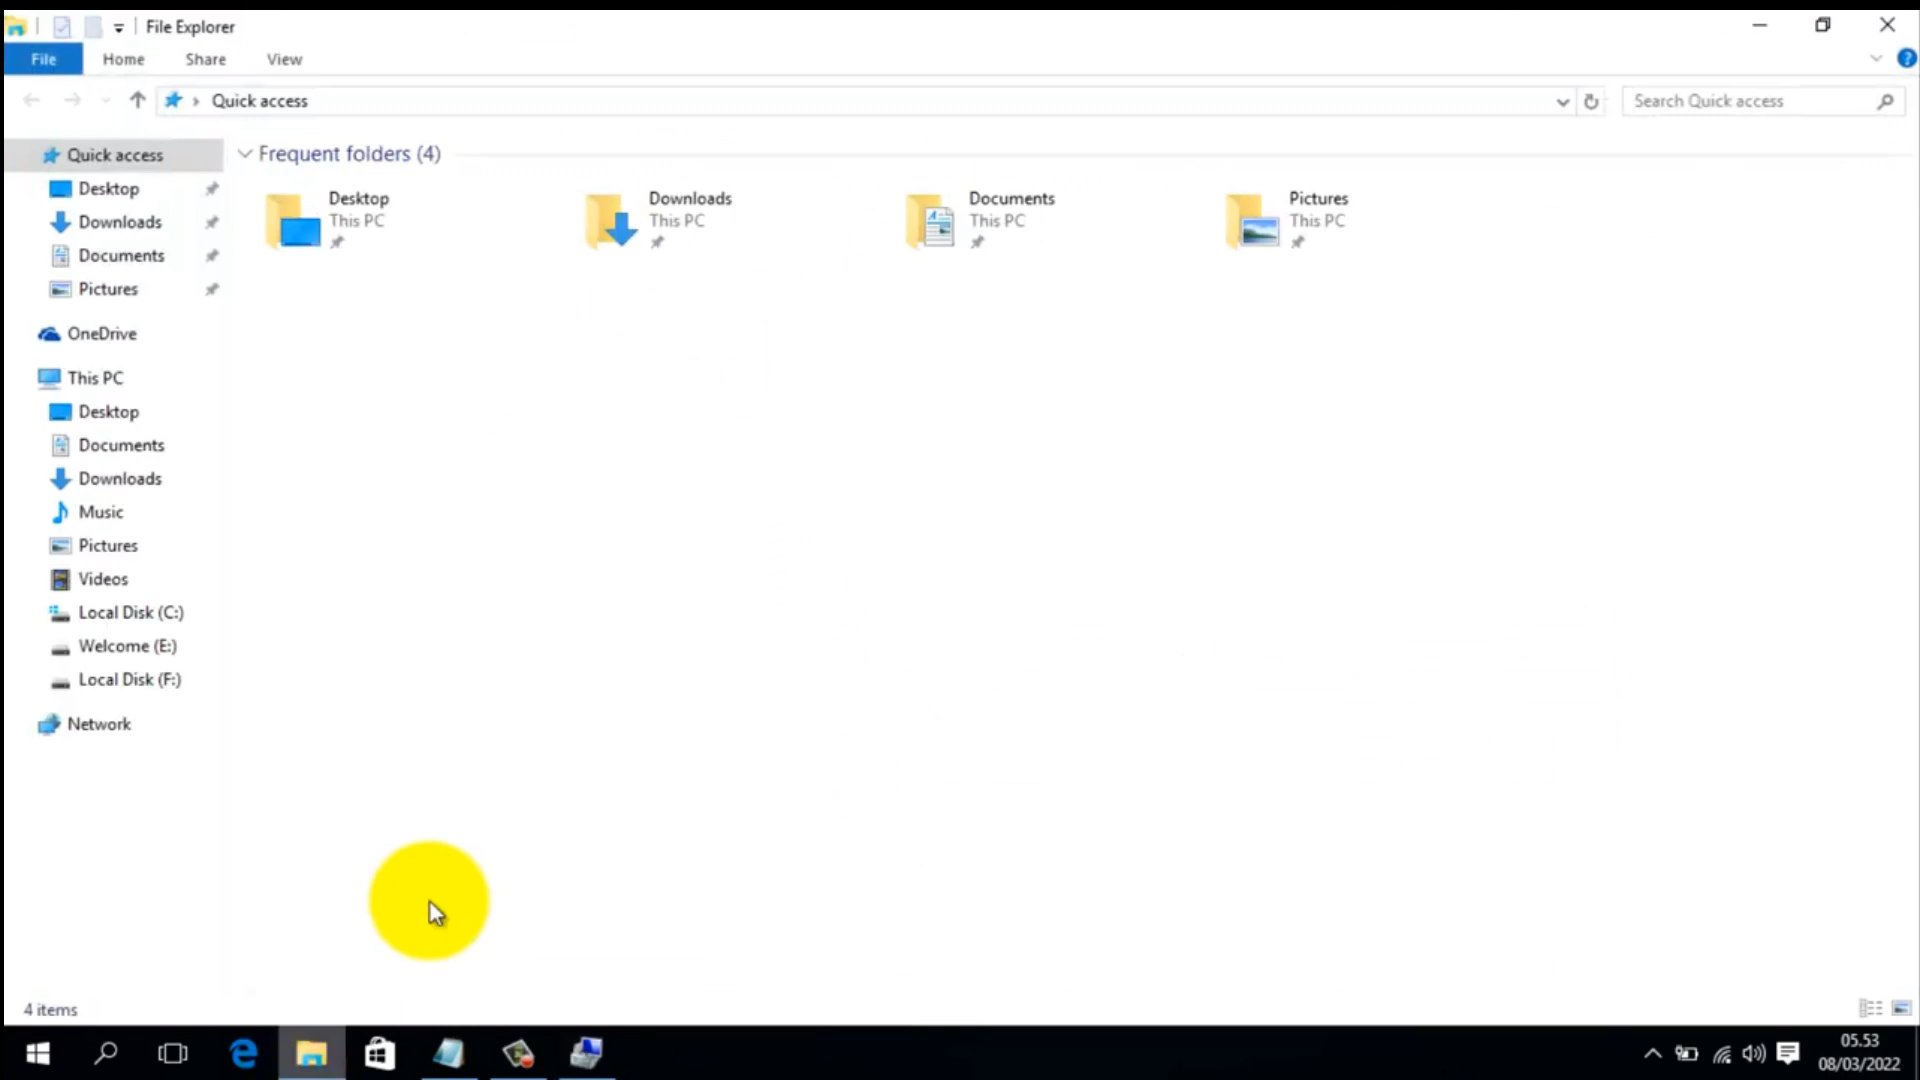 File Explorer
File Home Share View
Quick access
Search Quick access
Quick access
Desktop
Downloads
Documents
Pictures
OneDrive
This PC
Desktop
Documents
Downloads
Music
Pictures
Videos
Local Disk (C:)
Welcome (E:)
Local Disk (F:)
Network
Frequent folders (4)
Desktop
This PC
Downloads
This PC
Documents
This PC
Pictures
This PC
4 items
05.53
08/03/2022